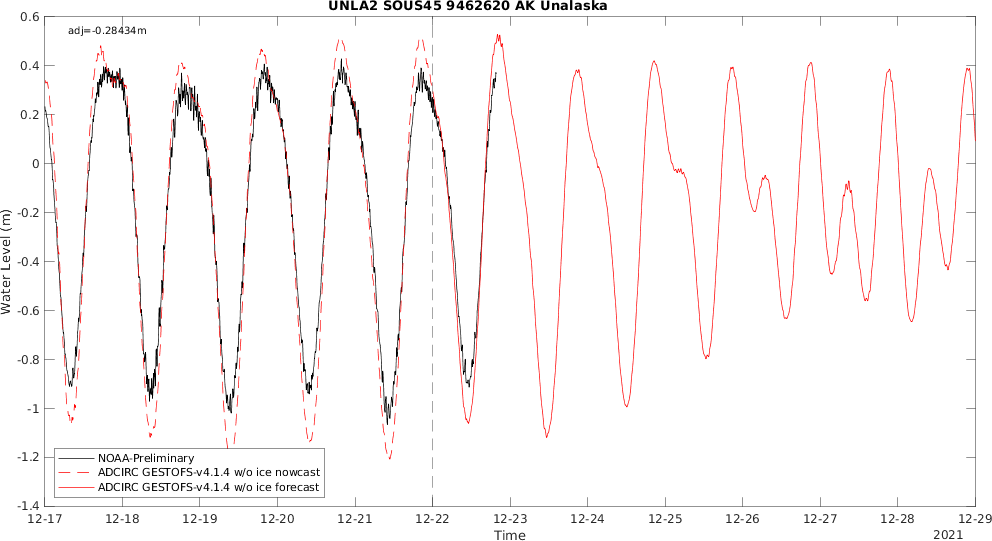 UNLA2 SOUS45 9462620 AK Unalaska
adj=-0.28434m
0.6
0.4
0.2
0
-0.2
-0.4
-0.6
-0.8
-1
-1.2
-1.4
Water Level (m)
NOAA-Preliminary
ADCIRC GESTOFS-v4.1.4 w/o ice nowcast
ADCIRC GESTOFS-v4.1.4 w/o ice forecast
12-17 12-18 12-19 12-20 12-21 12-22 12-23 12-24 12-25 12-26 12-27 12-28 12-29
Time
2021